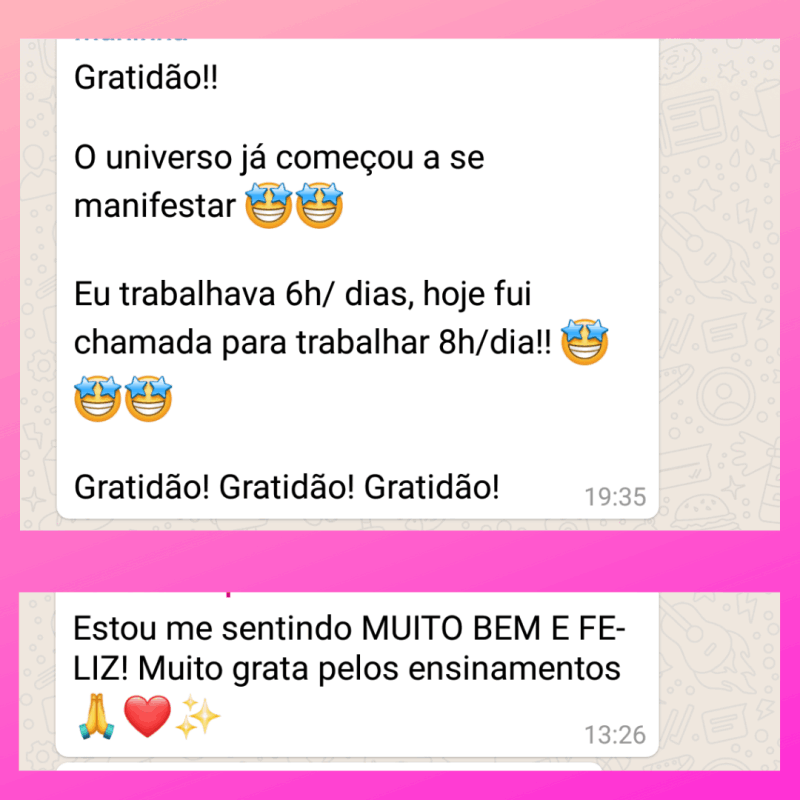 Gratidão!!
O universo já começou a se
manifestar 🤩🤩
Eu trabalhava 6h/ dias, hoje fui
chamada para trabalhar 8h/dia!! 🤩
🤩🤩
Gratidão! Gratidão! Gratidão!
19:35
Estou me sentindo MUITO BEM E FE-
LIZ! Muito grata pelos ensinamentos
🙏❤️✨
13:26